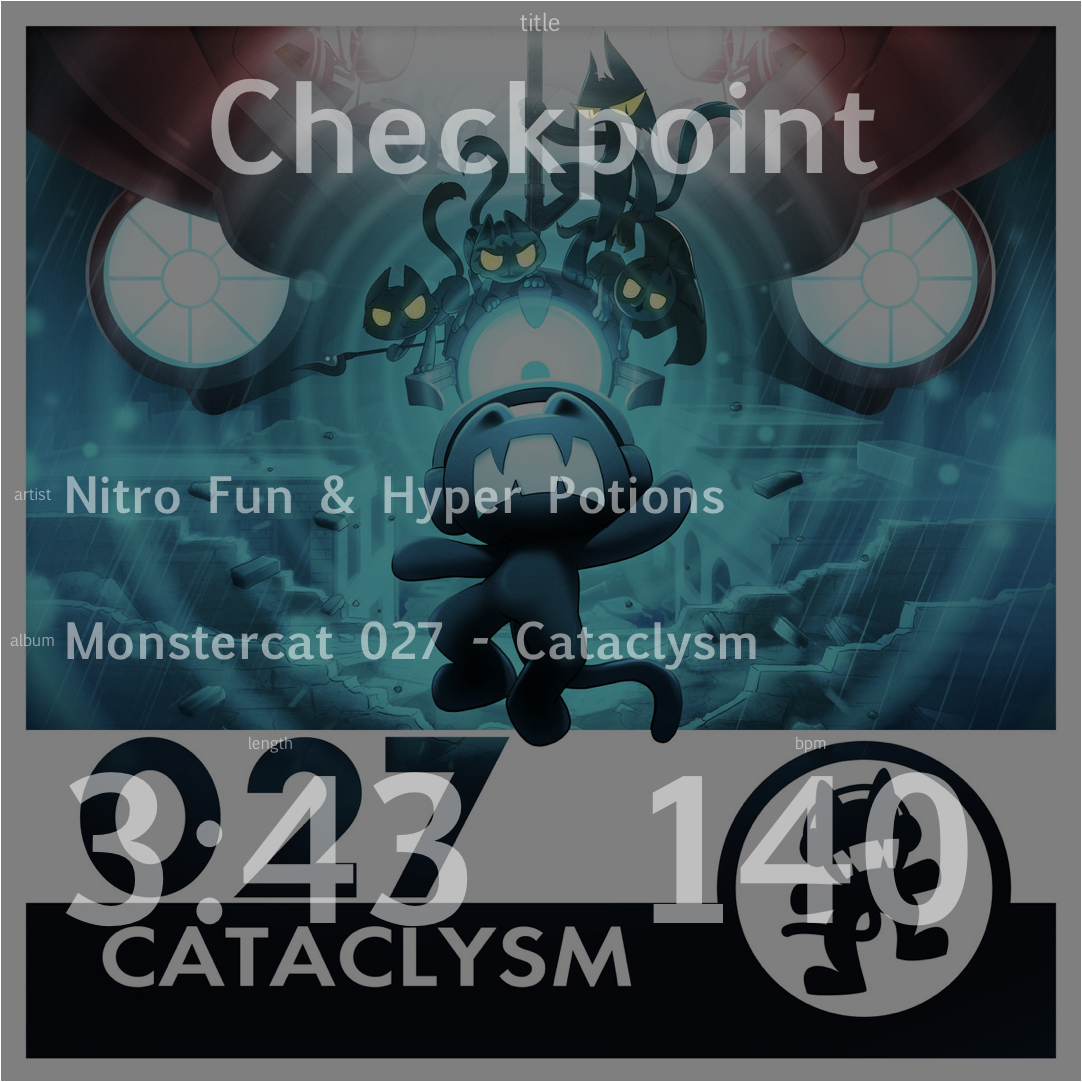 title
Checkpoint
artist Nitro Fun & Hyper Potions
album Monstercat 027 - Cataclysm
length
bpm
027
3:43
140
CATACLYSM